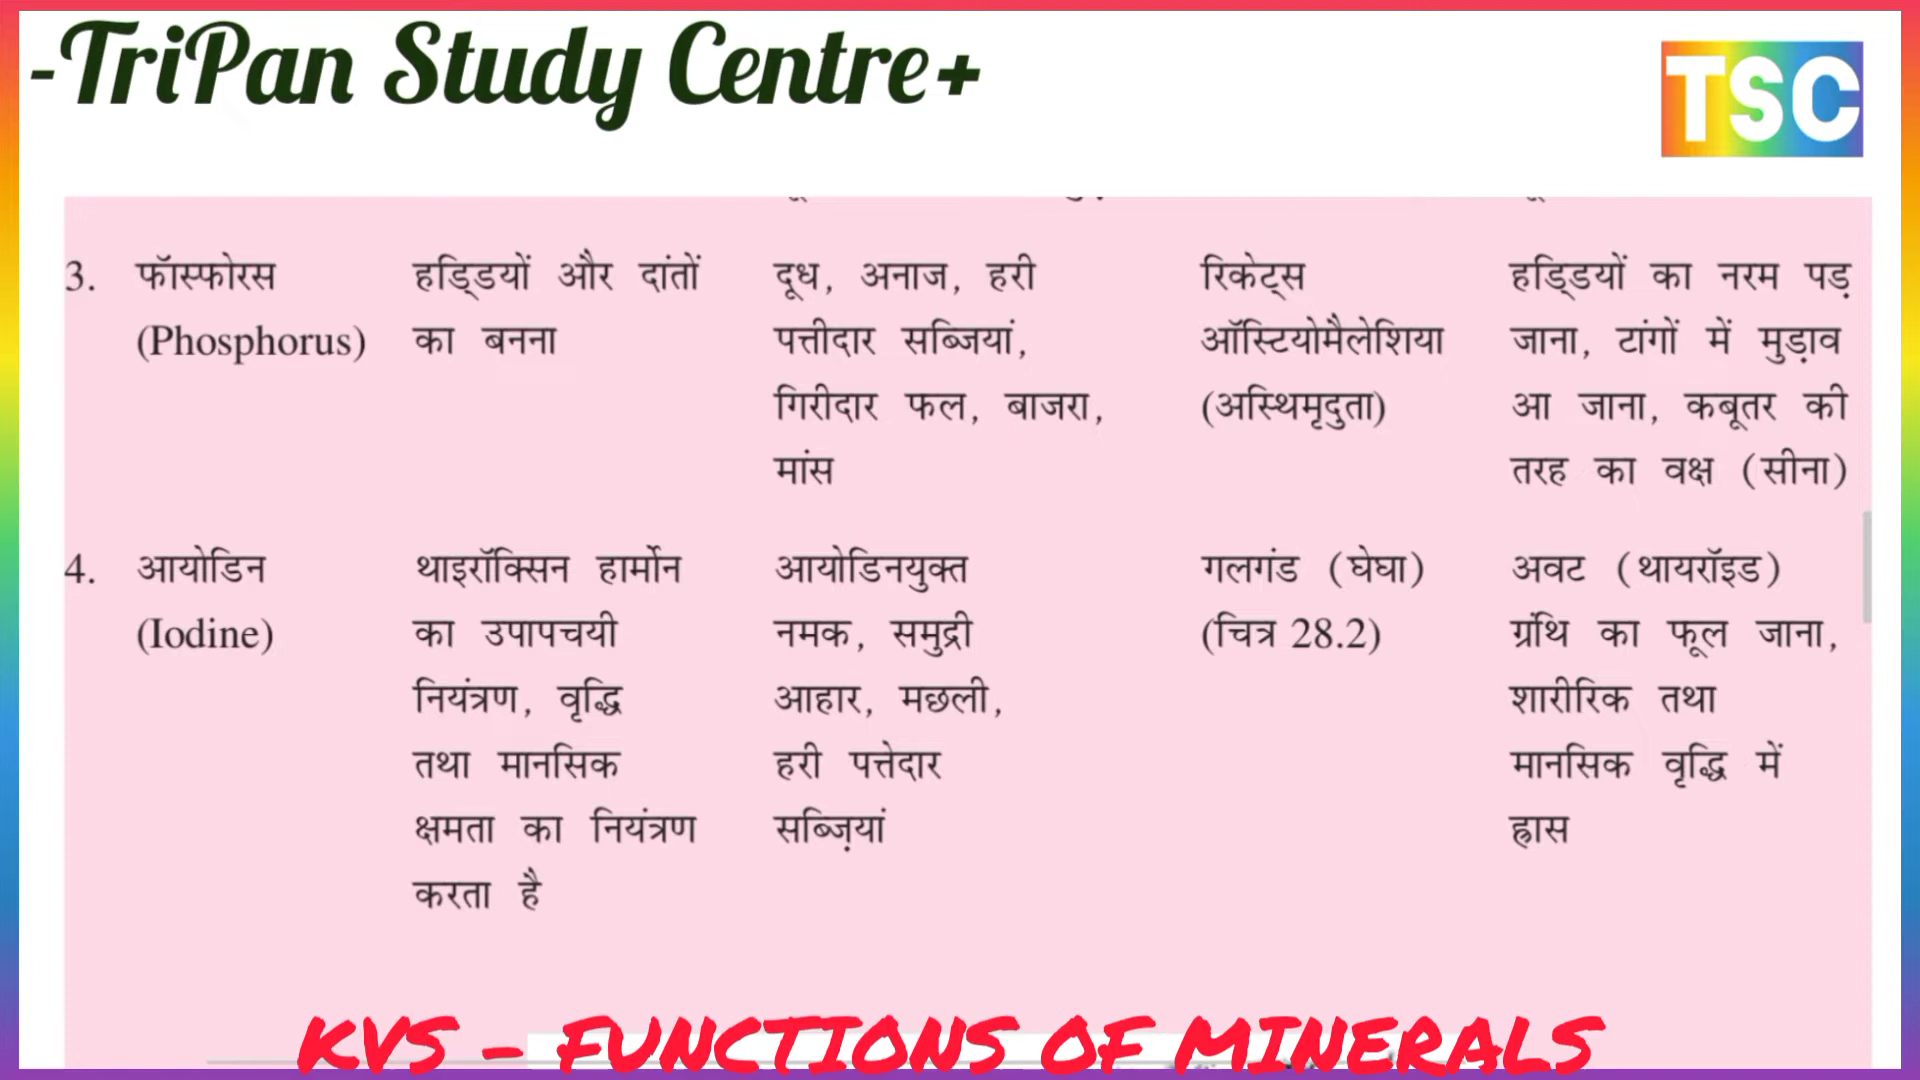 -TriPan Study Centre+
TSC
3. फॉस्फोरस हड्डियों और दांतों दूध, अनाज, हरी रिकेट्स हड्डियों का नरम पड़
(Phosphorus) का बनना पत्तीदार सब्जियां, ऑस्टियोमैलेशिया जाना, टांगों में मुड़ाव
गिरीदार फल, बाजरा, (अस्थिमृदुता) आ जाना, कबूतर की
मांस तरह का वक्ष (सीना)
4. आयोडिन थाइरॉक्सिन हार्मोन आयोडिनयुक्त गलगंड (घेघा) अवट (थायरॉइड)
(Iodine) का उपापचयी नमक, समुद्री (चित्र 28.2) ग्रंथि का फूल जाना,
नियंत्रण, वृद्धि आहार, मछली, शारीरिक तथा
तथा मानसिक हरी पत्तेदार मानसिक वृद्धि में
क्षमता का नियंत्रण सब्ज़ियां ह्रास
करता है
KVS - FUNCTIONS OF MINERALS